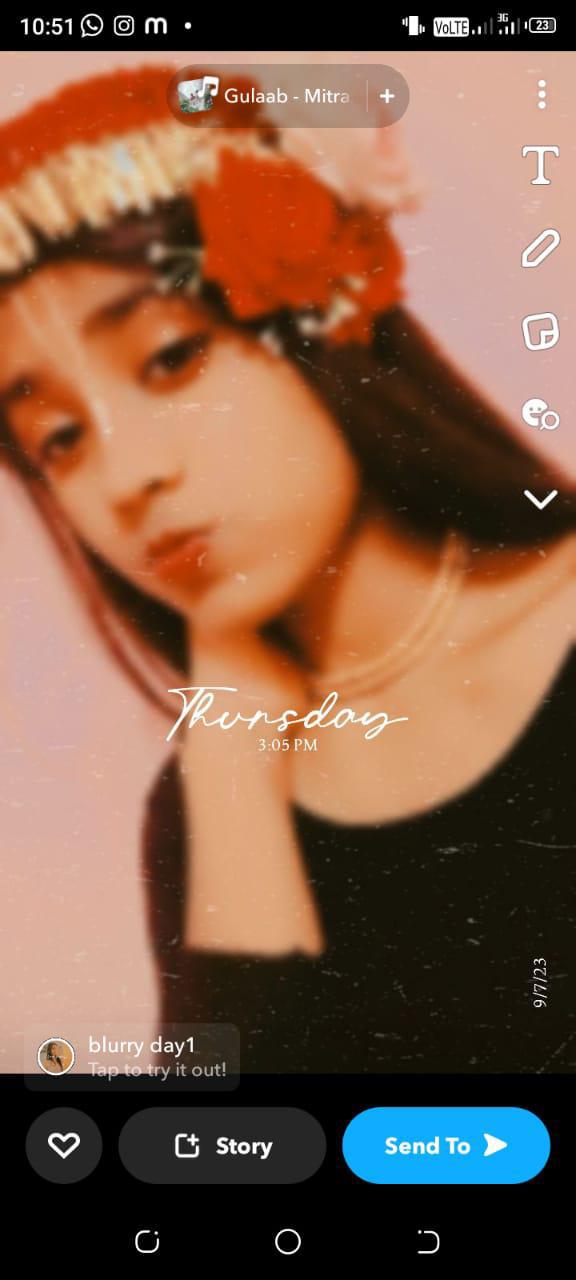 10:51
VoLTE
3G
23
Gulaab - Mitra
+
T
Thursday
3:05 PM
9/7/23
blurry day1
Tap to try it out!
Story
Send To